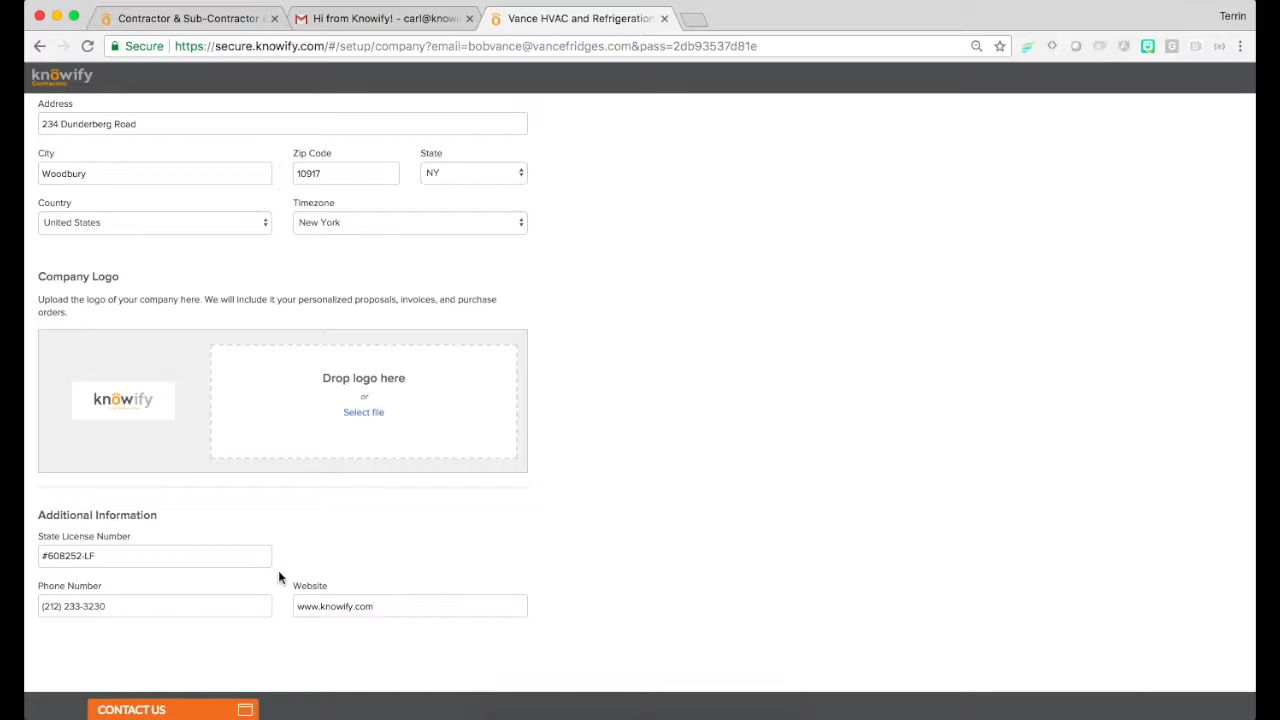 Contractor & Sub-Contractor
Hi from Knowify! - carl@know
Vance HVAC and Refrigeration
Terrin
Secure https://secure.knowify.com/#/setup/company?email=bobvance@vancefridges.com&pass=2db93537d81e
knowify
Address
234 Dunderberg Road
City Zip Code State
Woodbury 10917 NY
Country Timezone
United States New York
Company Logo
Upload the logo of your company here. We will include it your personalized proposals, invoices, and purchase
orders.
Drop logo here
or
Select file
knowify
Additional Information
State License Number
#608252-LF
Phone Number Website
(212) 233-3230 www.knowify.com
CONTACT US